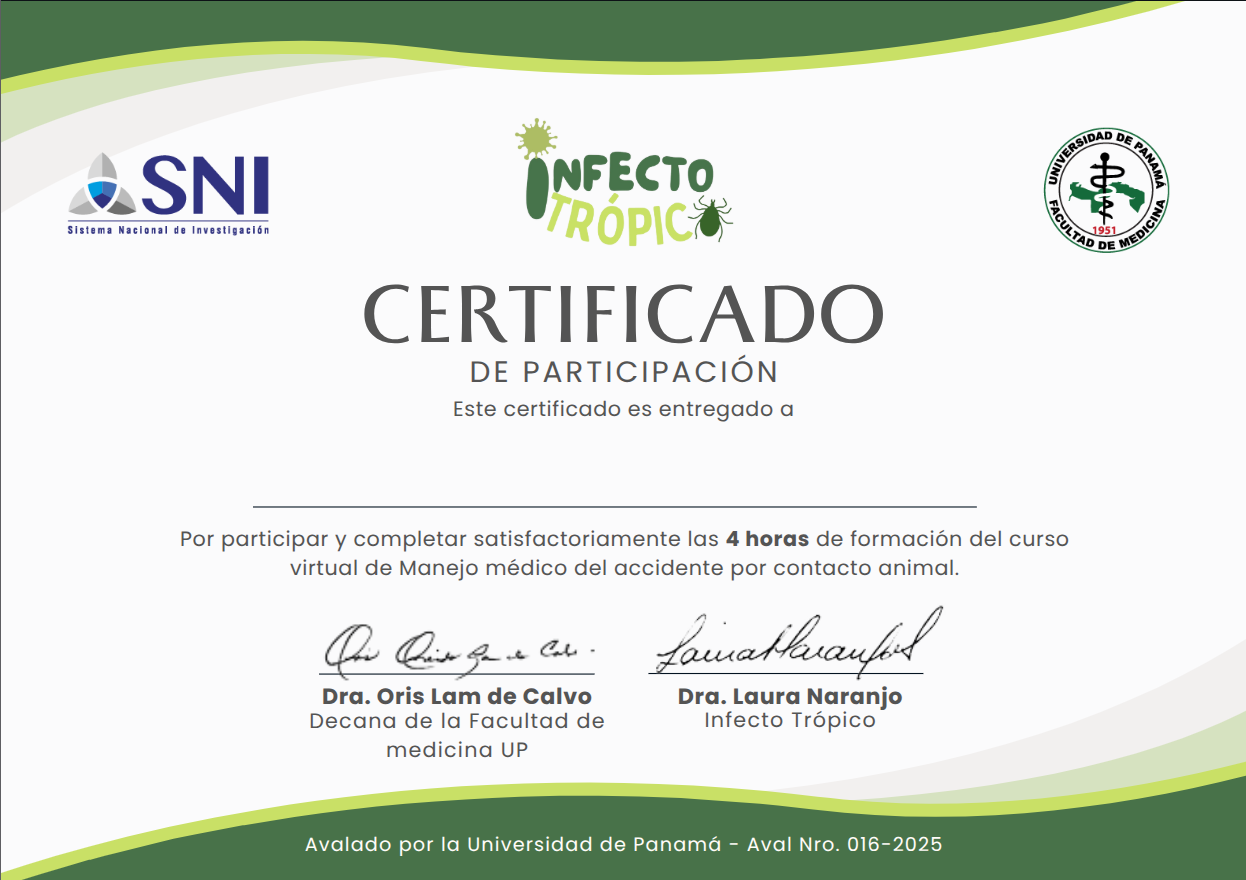 SNI
Sistema Nacional de Investigación
INFECTO
TRÓPIC
UNIVERSIDAD DE PANAMÁ
FACULTAD DE MEDICINA
1951
CERTIFICADO
DE PARTICIPACIÓN
Este certificado es entregado a
Por participar y completar satisfactoriamente las 4 horas de formación del curso
virtual de Manejo médico del accidente por contacto animal.
Dra. Oris Lam de Calvo
Decana de la Facultad de
medicina UP
Dra. Laura Naranjo
Infecto Trópico
Avalado por la Universidad de Panamá - Aval Nro. 016-2025